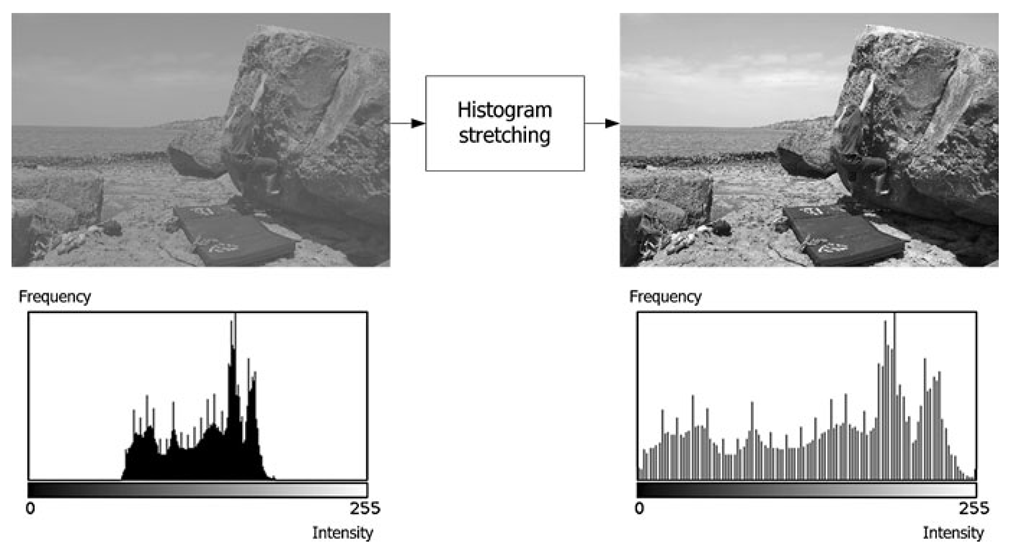 Histogram
stretching
Frequency
0
255
Intensity
Frequency
0
255
Intensity